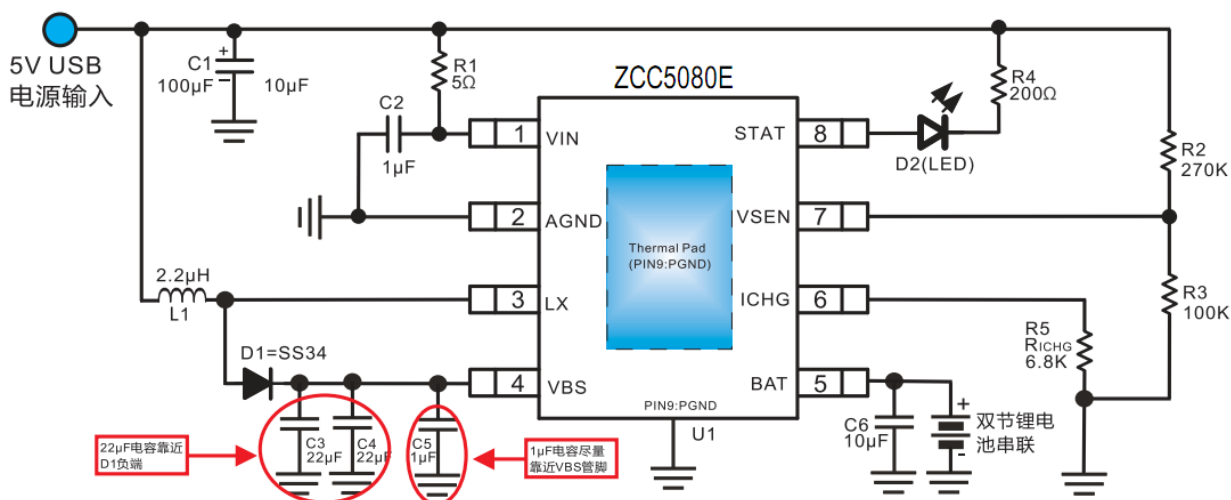 5V USB
电源输入
C1
100μF
10μF
R1
5Ω
C2
1μF
ZCC5080E
R4
200Ω
D2(LED)
R2
270K
R3
100K
1
VIN
2
AGND
3
LX
4
VBS
STAT
8
VSEN
7
ICHG
6
BAT
5
Thermal Pad
(PIN9:PGND)
PIN9:PGND
U1
2.2μH
L1
D1=SS34
C3
22μF
C4
22μF
C5
1μF
22μF电容靠近
D1负端
1μF电容尽量
靠近VBS管脚
R5
RICHG
6.8K
C6
10μF
双节锂电
池串联